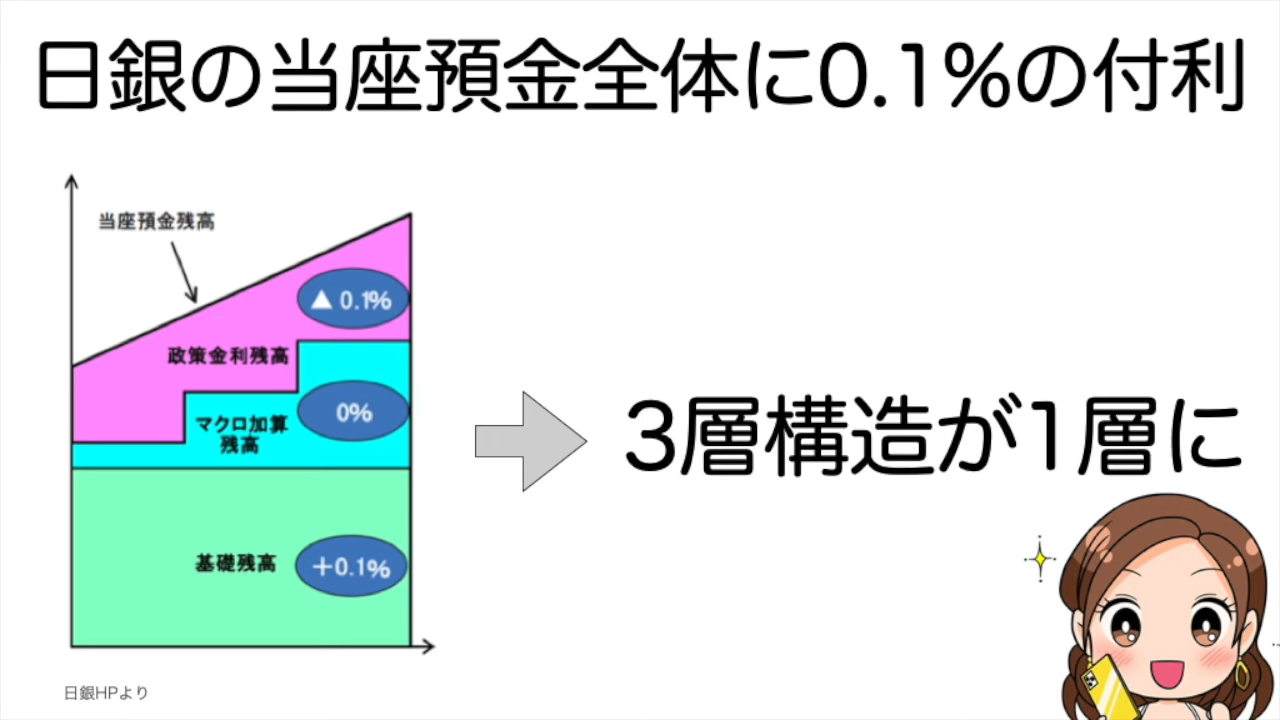 日銀の当座預金全体に0.1%の付利
当座預金残高
▲ 0.1%
政策金利残高
0%
マクロ加算
残高
3層構造が1層に
基礎残高
＋0.1%
日銀HPより